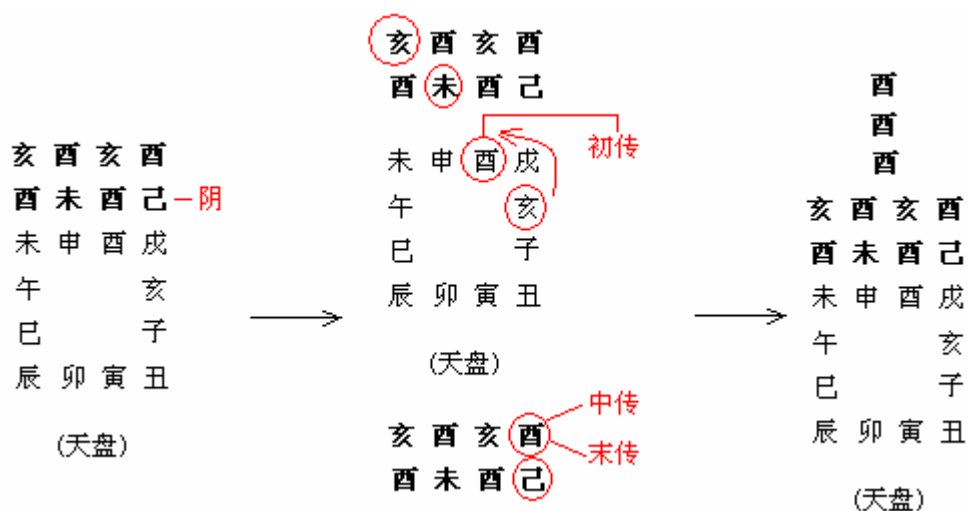 亥 酉 亥 酉
酉 未 酉 己 阴
未 申 酉 戌
午 亥
巳 子
辰 卯 寅 丑
(天盘)
亥 酉 亥 酉
酉 未 酉 己
初传
未 申 酉 戌
午 亥
巳 子
辰 卯 寅 丑
(天盘)
中传
亥 酉 亥 酉
末传
酉 未 酉 己
酉
酉
酉
亥 酉 亥 酉
酉 未 酉 己
未 申 酉 戌
午 亥
巳 子
辰 卯 寅 丑
(天盘)